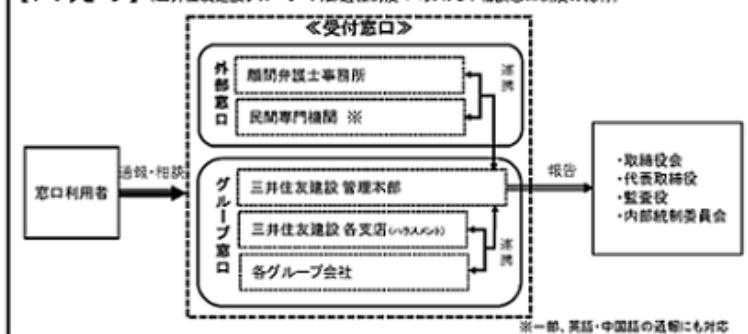 ≪受付窓口≫
外部窓口
顧問弁護士事務所
民間専門機関 ※
連携
窓口利用者
通報・相談
グループ窓口
三井住友建設 管理本部
三井住友建設 各支店(ハラスメント)
各グループ会社
連携
報告
・取締役会
・代表取締役
・監査役
・内部統制委員会
※一部、英語・中国語の通報にも対応